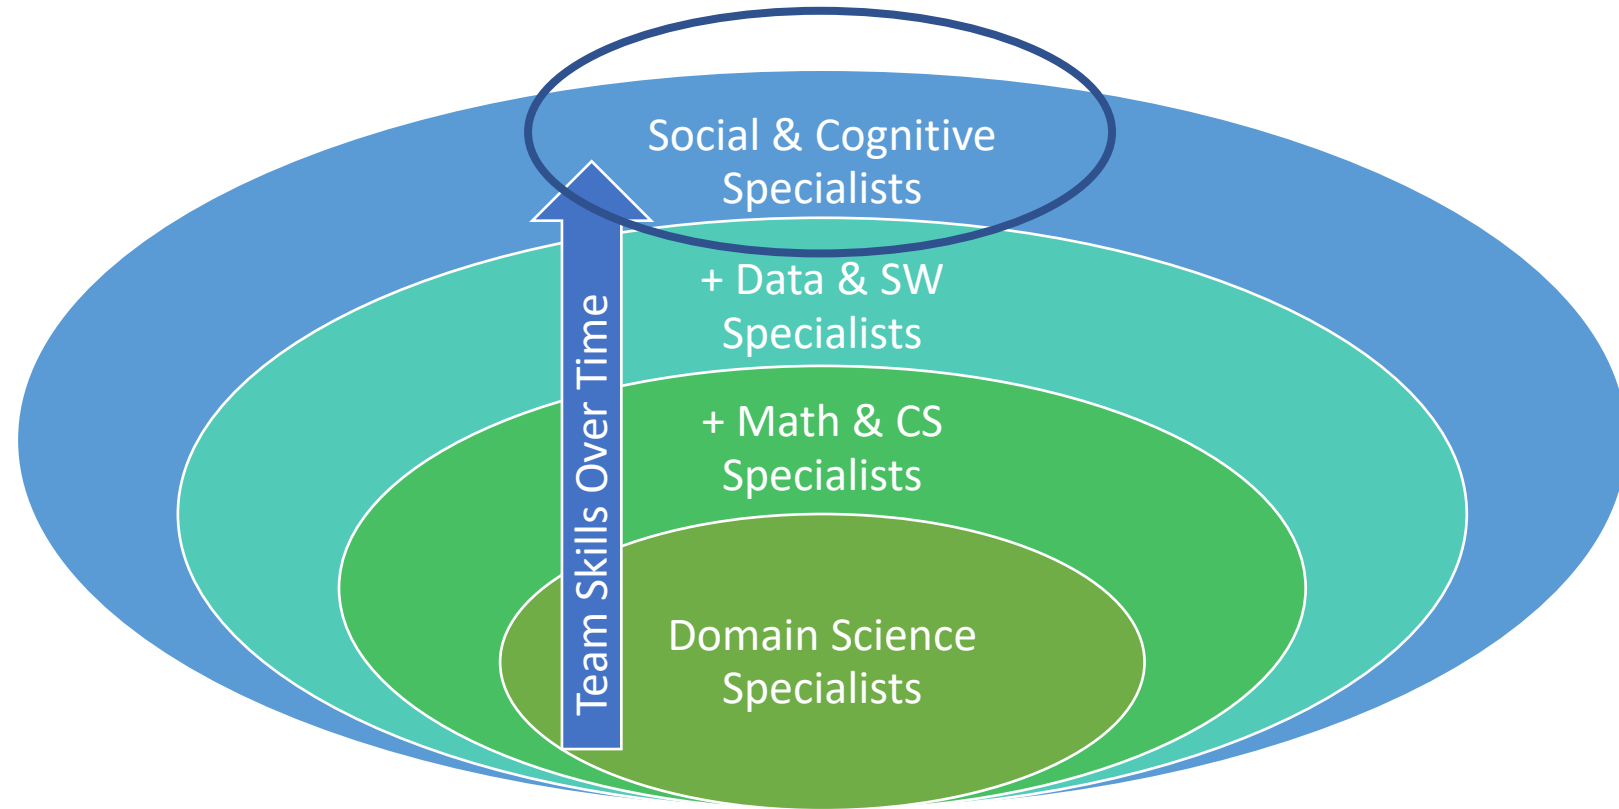 Social & Cognitive
Specialists
+ Data & SW
Specialists
+ Math & CS
Specialists
Domain Science
Specialists
Team Skills Over Time